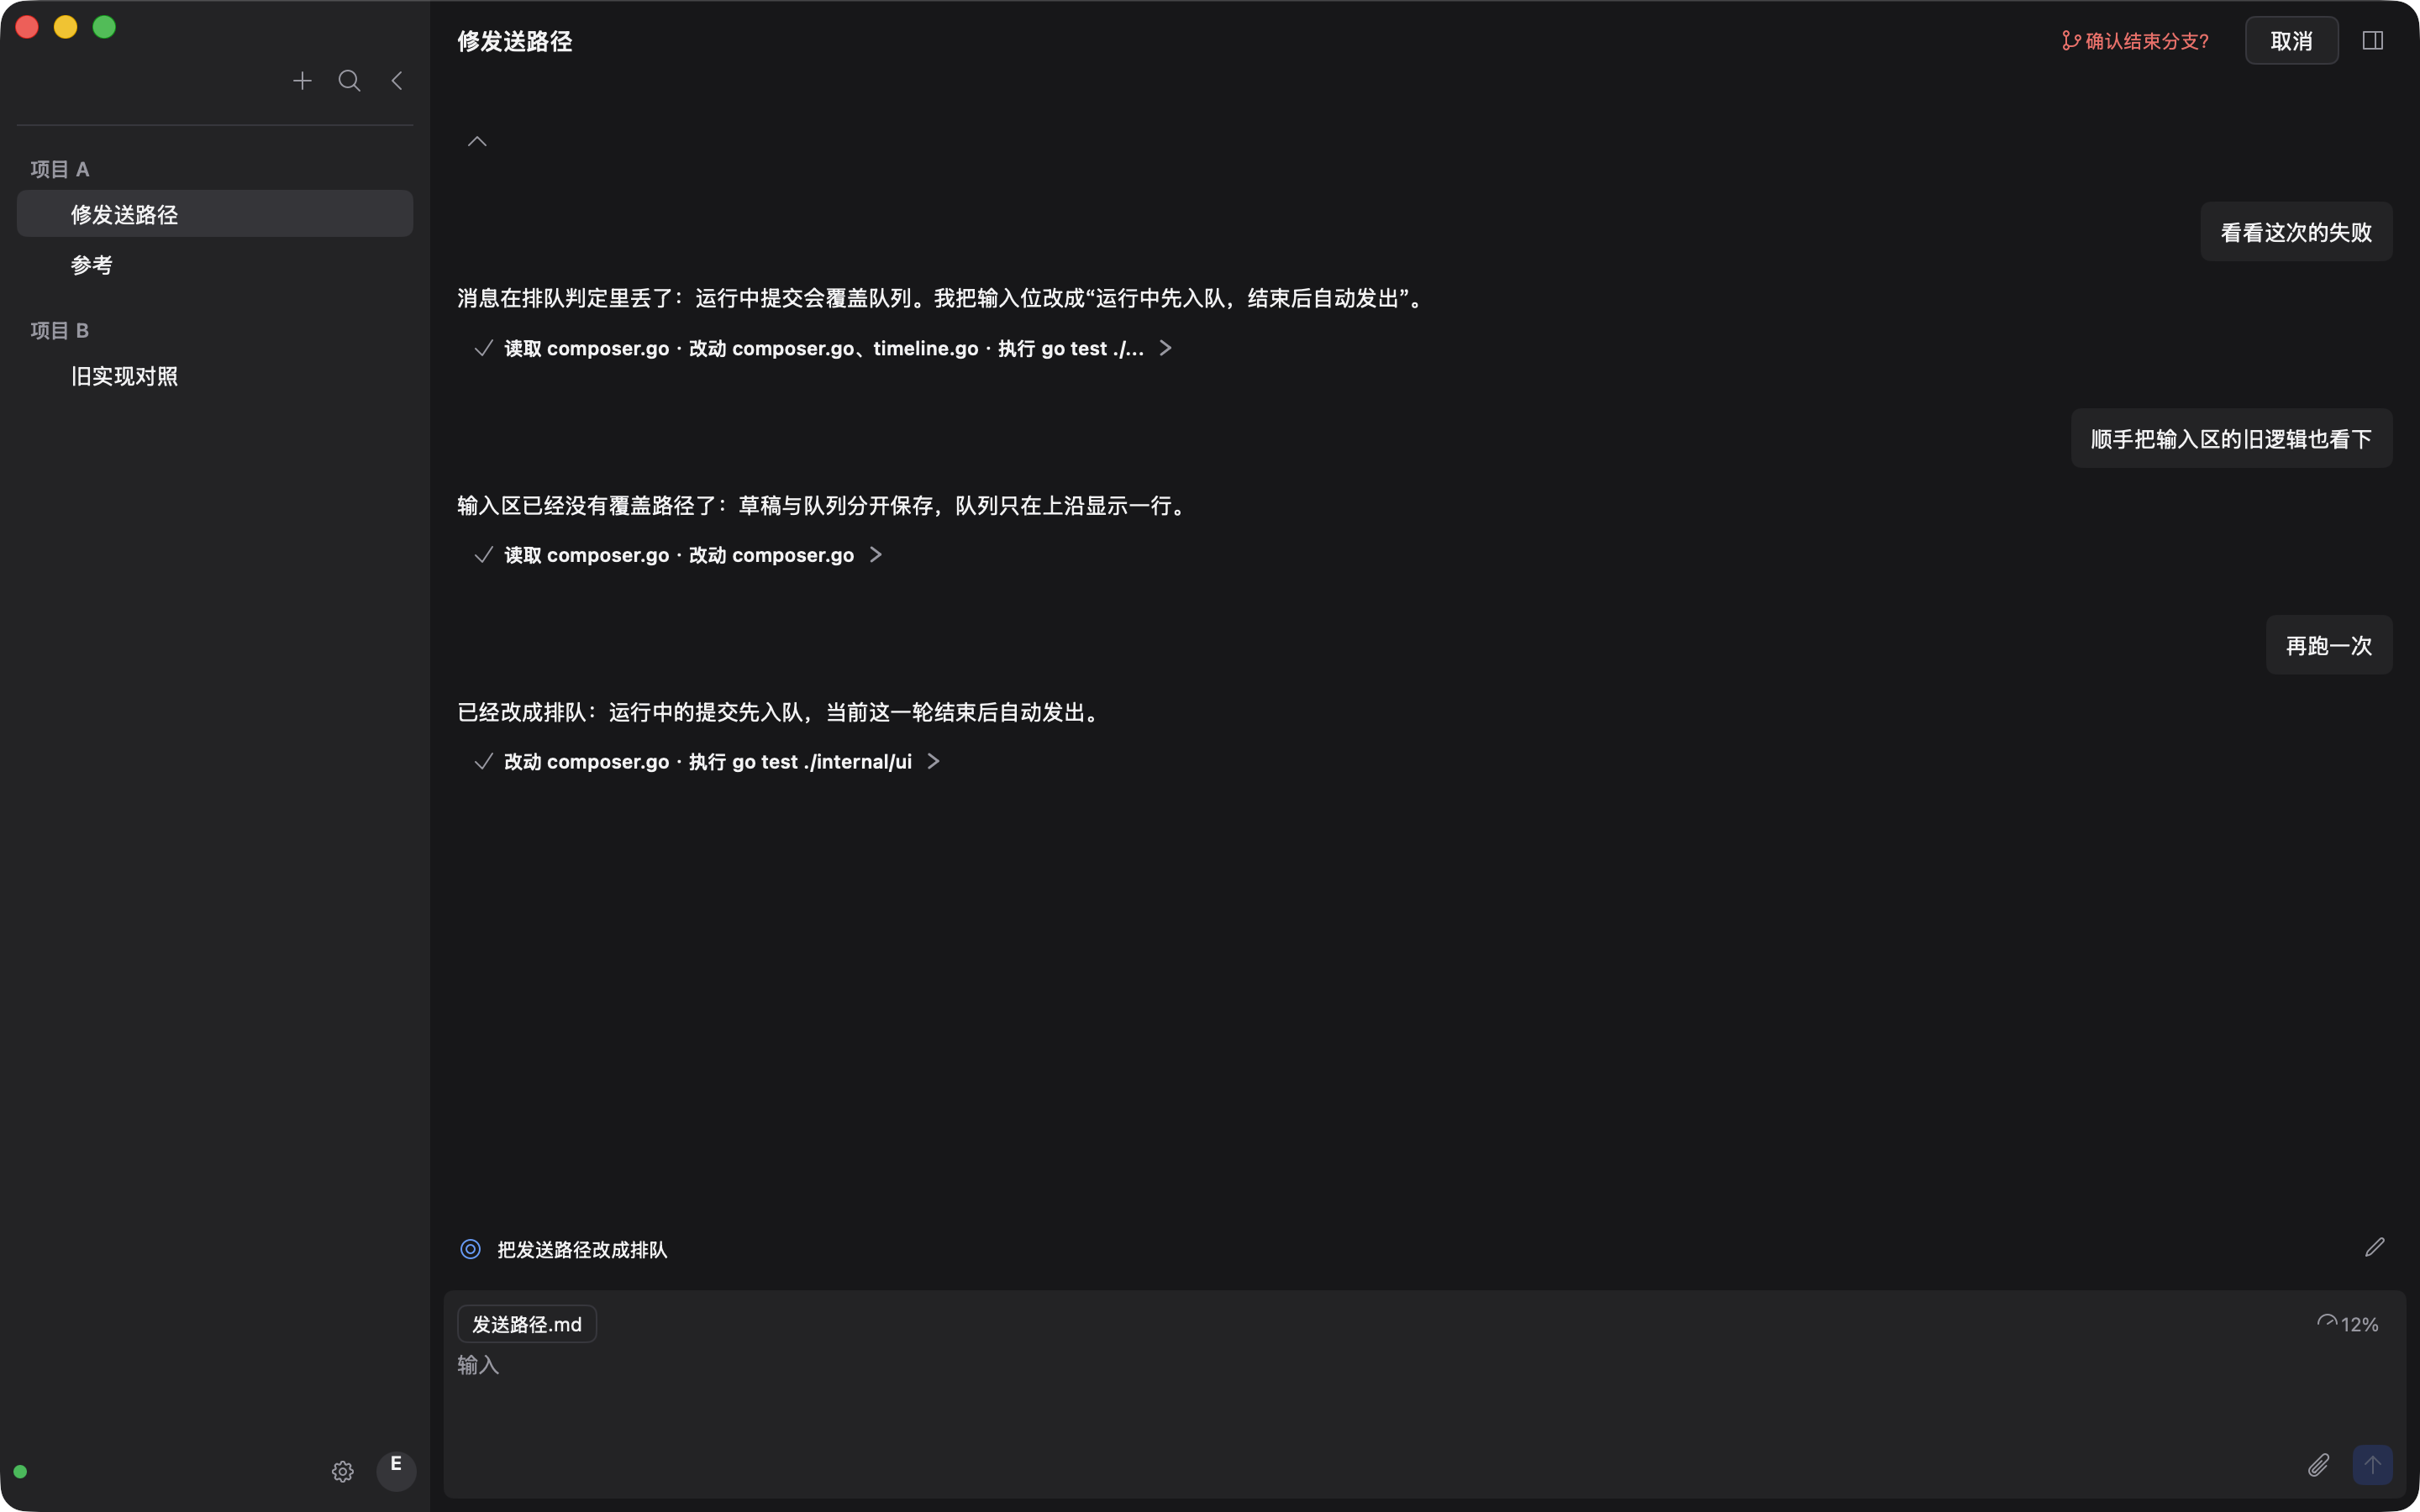 修发送路径
确认结束分支?
取消
项目 A
修发送路径
参考
项目 B
旧实现对照
看看这次的失败
消息在排队判定里丢了：运行中提交会覆盖队列。我把输入位改成“运行中先入队，结束后自动发出”。
读取 composer.go · 改动 composer.go、timeline.go · 执行 go test ./...
顺手把输入区的旧逻辑也看下
输入区已经没有覆盖路径了：草稿与队列分开保存，队列只在上沿显示一行。
读取 composer.go · 改动 composer.go
再跑一次
已经改成排队：运行中的提交先入队，当前这一轮结束后自动发出。
改动 composer.go · 执行 go test ./internal/ui
把发送路径改成排队
发送路径.md
12%
输入
E